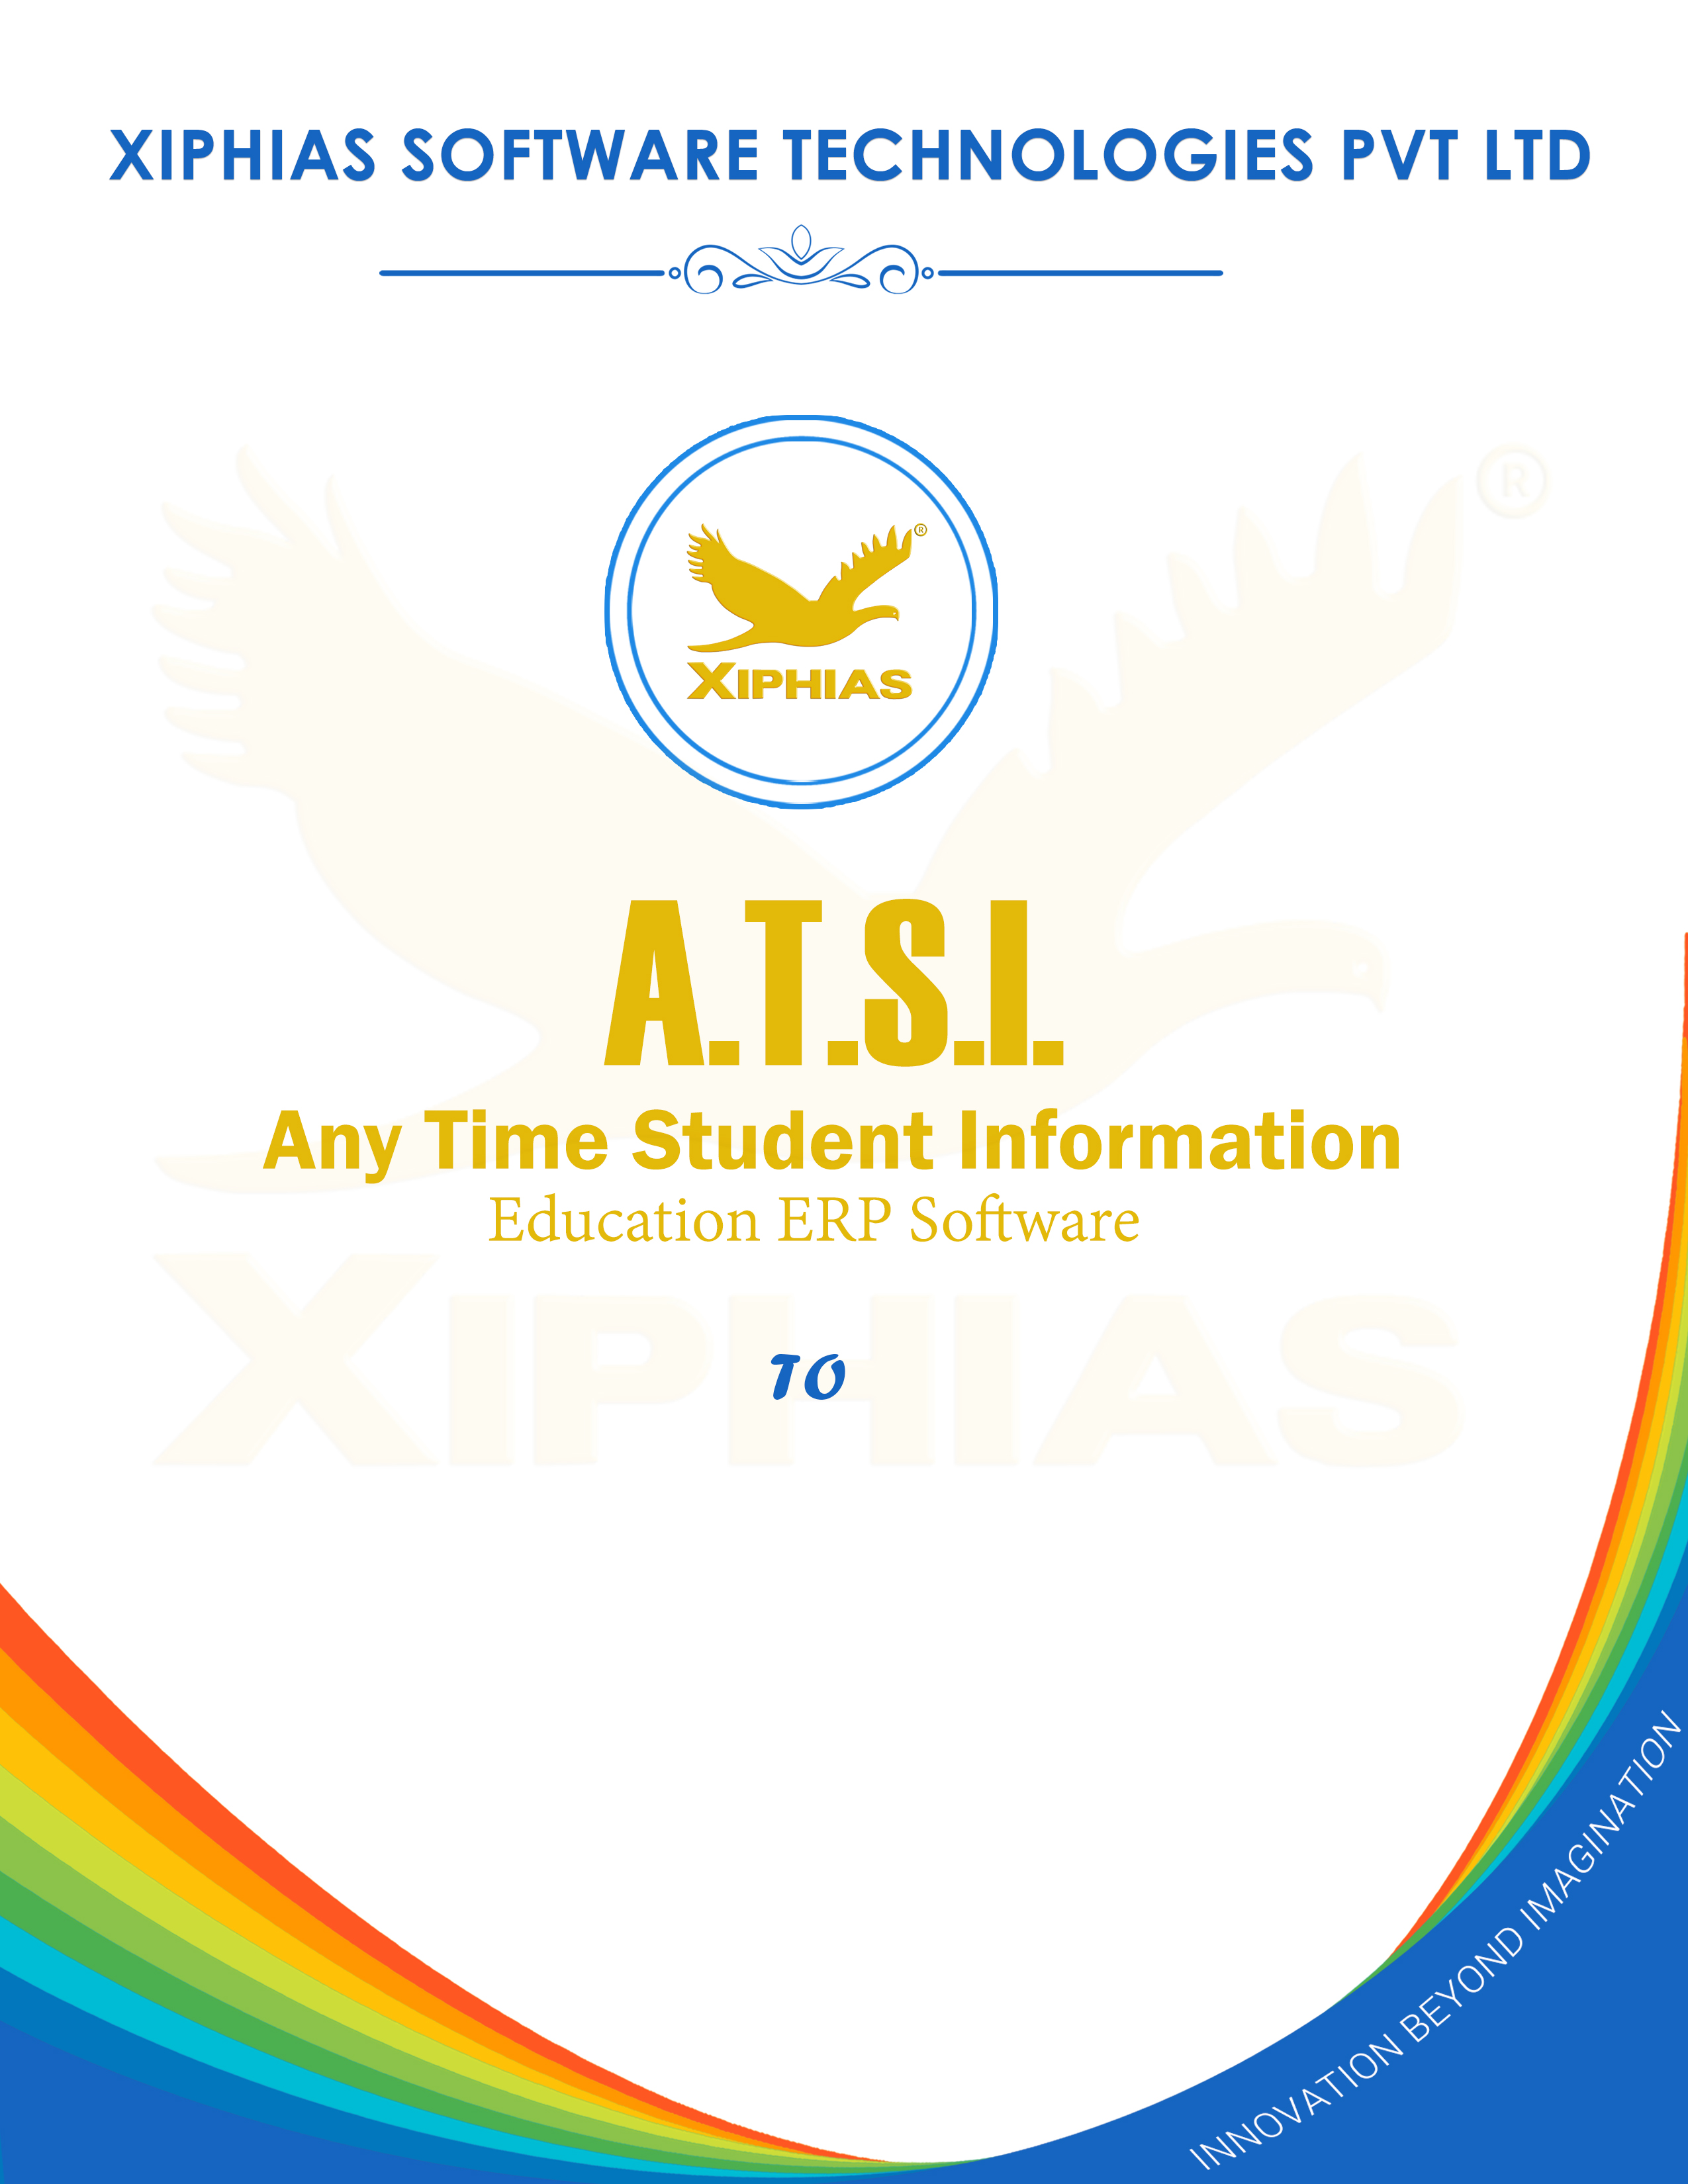 XIPHIAS SOFTWARE TECHNOLOGIES PVT LTD
®
®
XIPHIAS
A.T.S.I.
Any Time Student Information
Education ERP Software
XIPHIAS
TO
INNOVATION BEYOND IMAGINATION